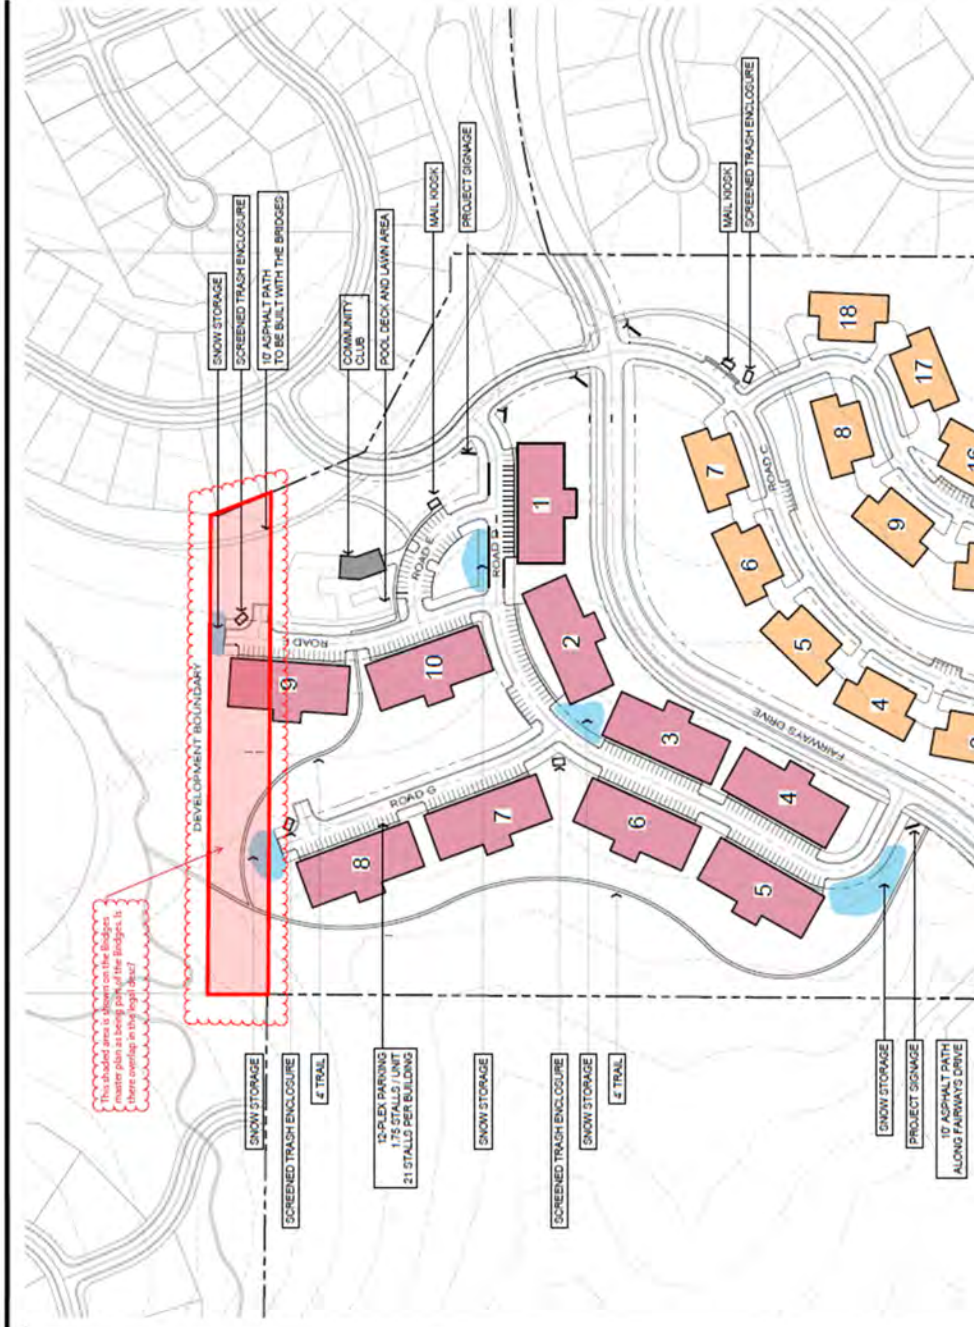 SNOW STORAGE
SCREENED TRASH ENCLOSURE
10' ASPHALT PATH
TO BE BUILT WITH THE BRIDGES
COMMUNITY
CLUB
POOL DECK AND LAWN AREA
MAIL KIOSK
PROJECT SIGNAGE
MAIL KIOSK
SCREENED TRASH ENCLOSURE
DEVELOPMENT BOUNDARY
This shaded area is shown on the Bridges
master plan as being part of the Bridges. Is
there overlap in the legal desc?
ROAD
ROAD E
ROAD D
ROAD G
ROAD C
FAIRWAYS DRIVE
1
2
3
4
5
6
7
8
9
10
4
5
6
7
8
9
16
17
18
SNOW STORAGE
SCREENED TRASH ENCLOSURE
4' TRAIL
12-PLEX PARKING
1.75 STALLS / UNIT
21 STALLS PER BUILDING
SNOW STORAGE
SCREENED TRASH ENCLOSURE
SNOW STORAGE
4' TRAIL
SNOW STORAGE
PROJECT SIGNAGE
10' ASPHALT PATH
ALONG FAIRWAYS DRIVE